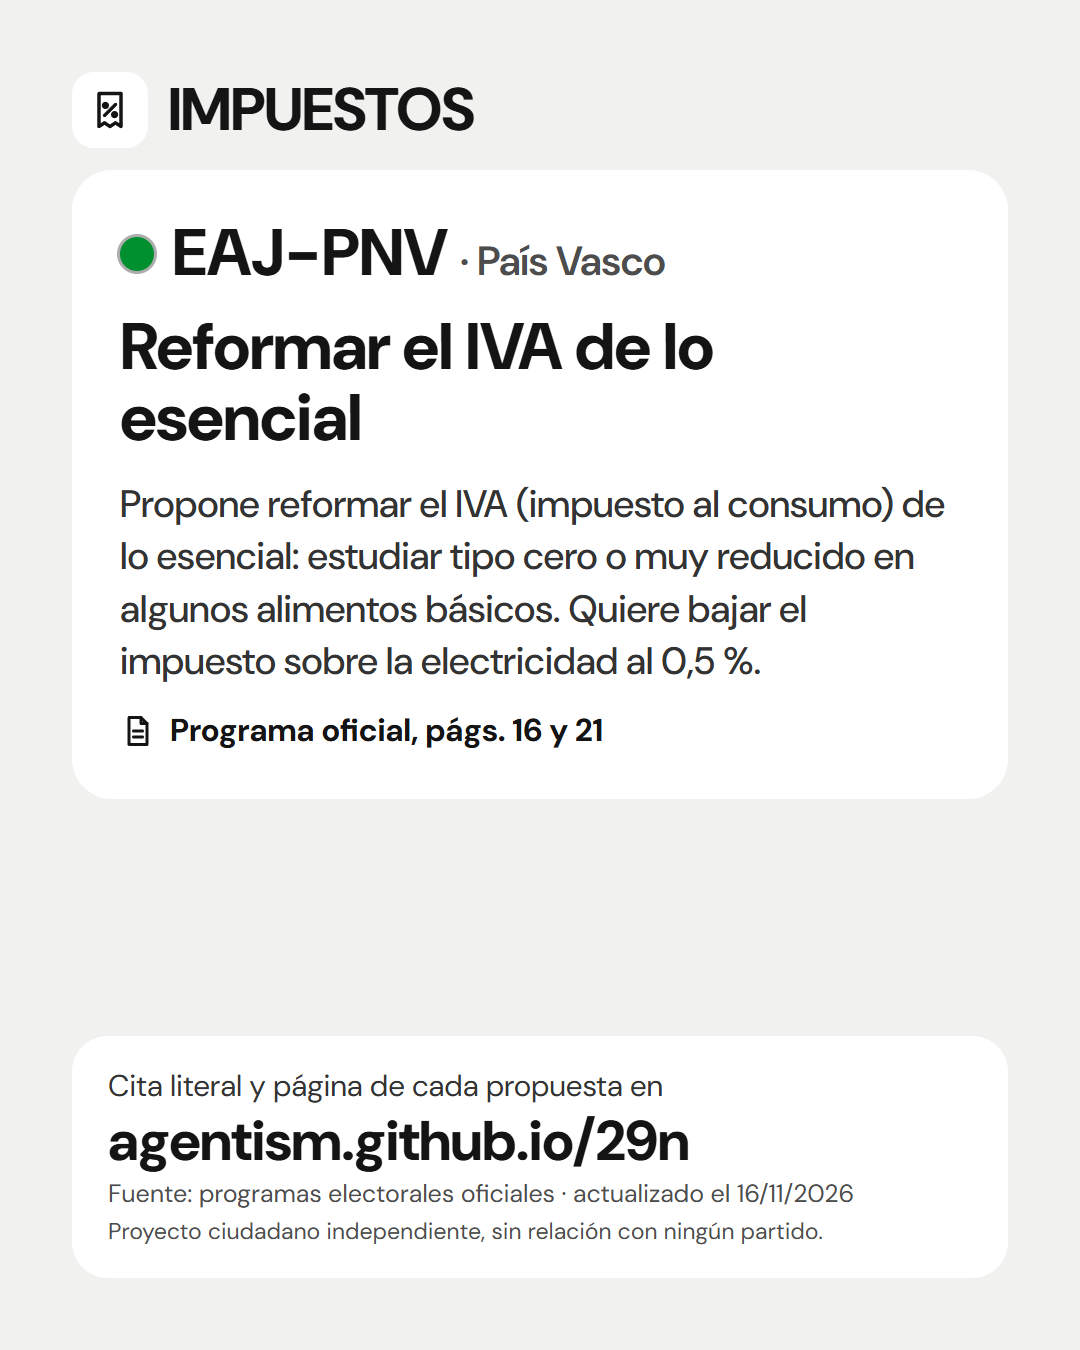 IMPUESTOS
EAJ-PNV · País Vasco
Reformar el IVA de lo
esencial
Propone reformar el IVA (impuesto al consumo) de
lo esencial: estudiar tipo cero o muy reducido en
algunos alimentos básicos. Quiere bajar el
impuesto sobre la electricidad al 0,5 %.
Programa oficial, págs. 16 y 21
Cita literal y página de cada propuesta en
agentism.github.io/29n
Fuente: programas electorales oficiales · actualizado el 16/11/2026
Proyecto ciudadano independiente, sin relación con ningún partido.